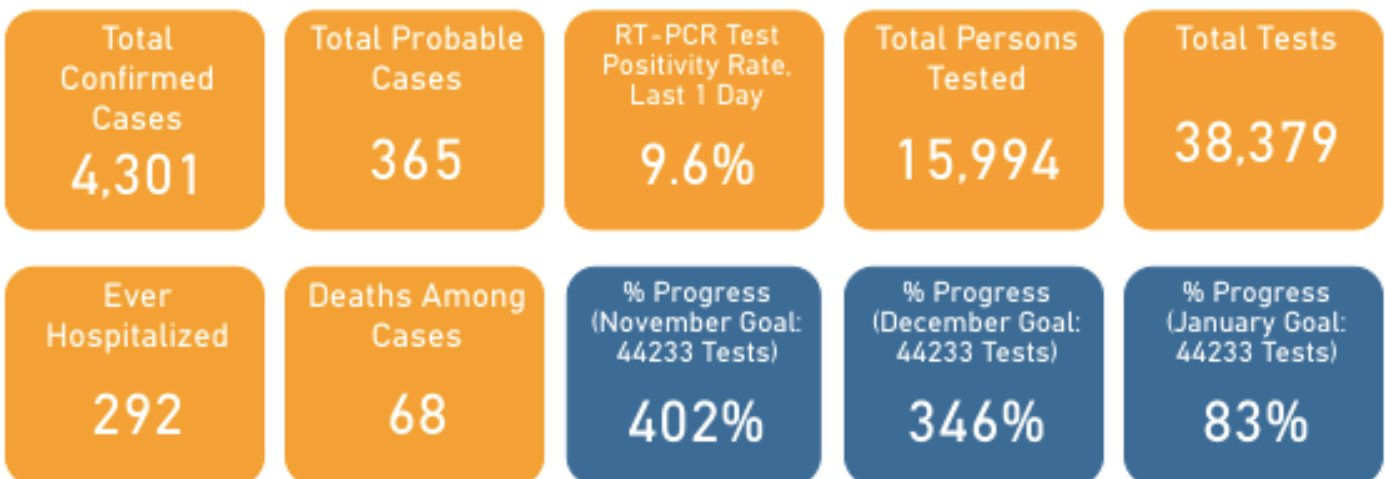 Total
Confirmed
Cases
4,301
Total Probable
Cases
365
RT-PCR Test
Positivity Rate,
Last 1 Day
9.6%
Total Persons
Tested
15,994
Total Tests
38,379
Ever
Hospitalized
292
Deaths Among
Cases
68
% Progress
(November Goal:
44233 Tests)
402%
% Progress
(December Goal:
44233 Tests)
346%
% Progress
(January Goal:
44233 Tests)
83%